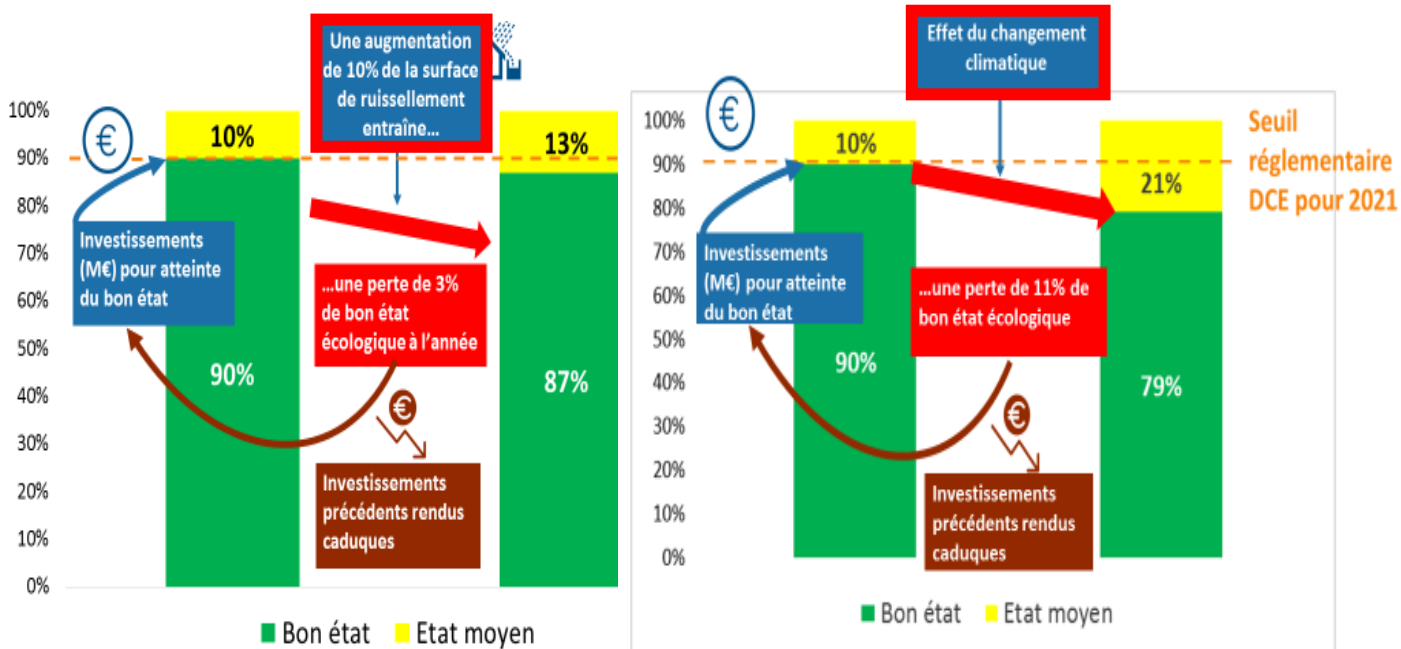 Une augmentation
de 10% de la surface
de ruissellement
entraîne...
100%
90%
80%
70%
60%
50%
40%
30%
20%
10%
0%
€
10%
13%
Investissements
(M€) pour atteinte
du bon état
...une perte de 3%
de bon état
écologique à l'année
90%
87%
€
Investissements
précédents rendus
caduques
Bon état
Etat moyen
Effet du changement
climatique
100%
90%
80%
70%
60%
50%
40%
30%
20%
10%
0%
€
10%
21%
Seuil
réglementaire
DCE pour 2021
Investissements
(M€) pour atteinte
du bon état
...une perte de 11% de
bon état écologique
90%
79%
€
Investissements
précédents rendus
caduques
Bon état
Etat moyen